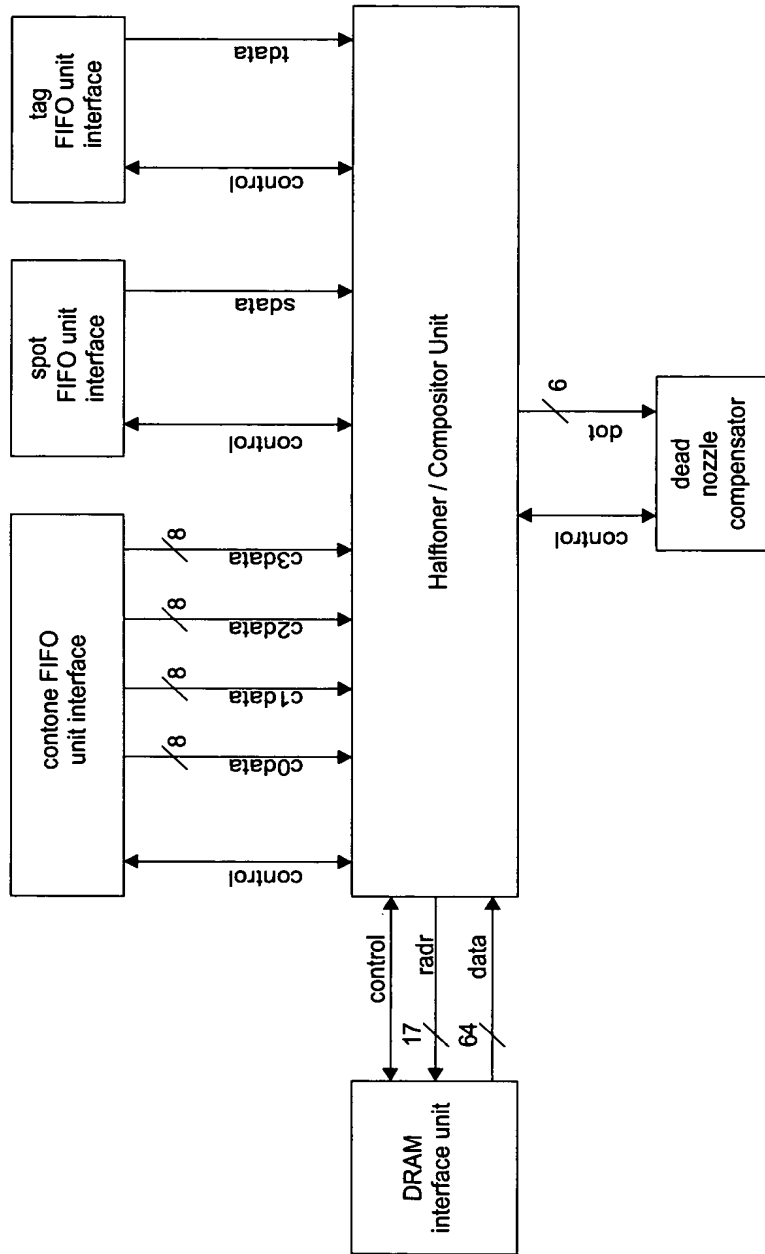 contone FIFO
unit interface
spot
FIFO unit
interface
tag
FIFO unit
interface
control
8
c0data
8
c1data
8
c2data
8
c3data
control
sdata
control
tdata
Halftoner / Compositor Unit
control
radr
17
data
64
DRAM
interface unit
control
6
dot
dead
nozzle
compensator